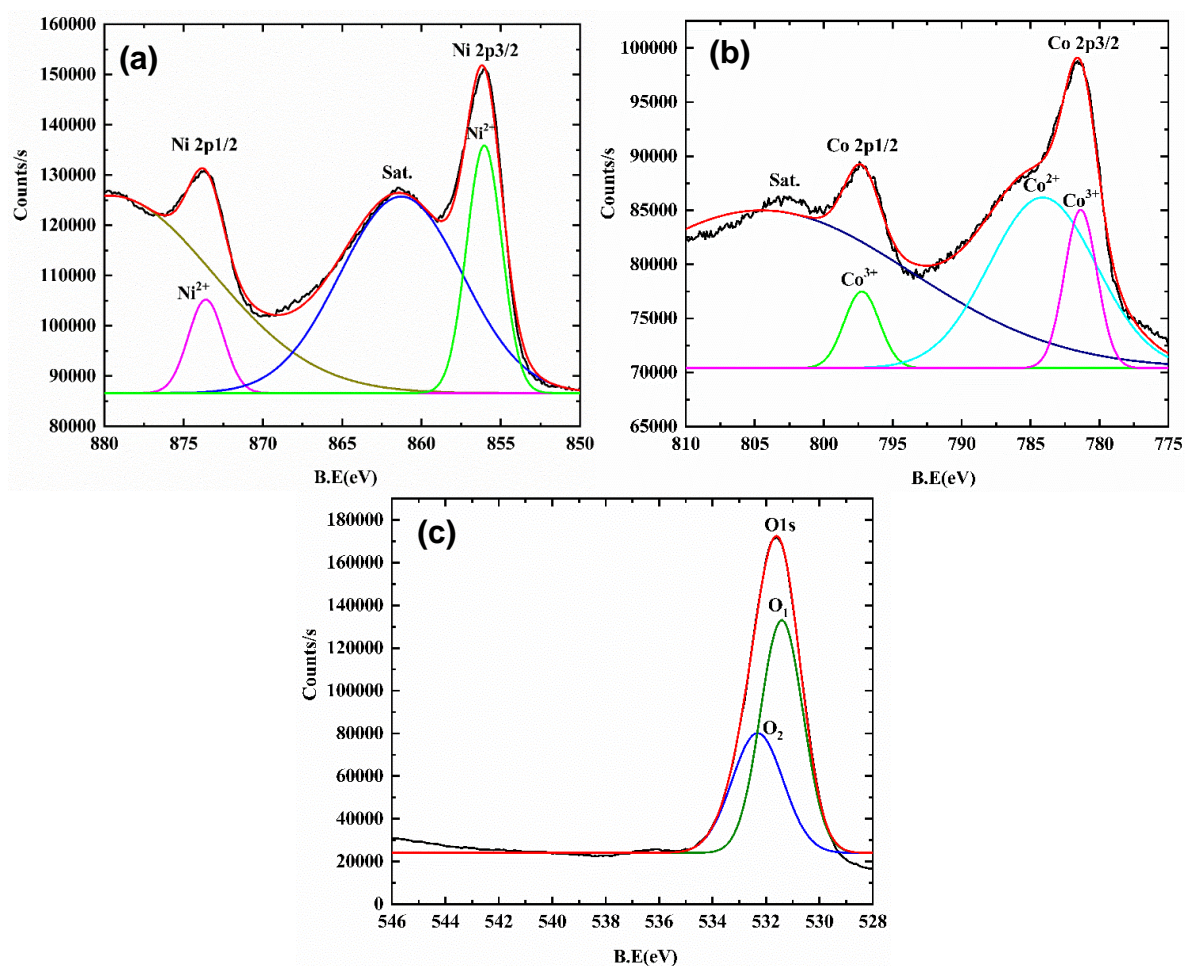 (a)
Ni 2p3/2
Ni²⁺
Ni 2p1/2
Sat.
Ni²⁺
160000
150000
140000
130000
120000
110000
100000
90000
80000
Counts/s
880 875 870 865 860 855 850
B.E(eV)
(b)
Co 2p3/2
Co 2p1/2
Sat.
Co²⁺
Co³⁺
Co³⁺
100000
95000
90000
85000
80000
75000
70000
65000
Counts/s
810 805 800 795 790 785 780 775
B.E(eV)
(c)
O1s
O₁
O₂
180000
160000
140000
120000
100000
80000
60000
40000
20000
0
Counts/s
546 544 542 540 538 536 534 532 530 528
B.E(eV)